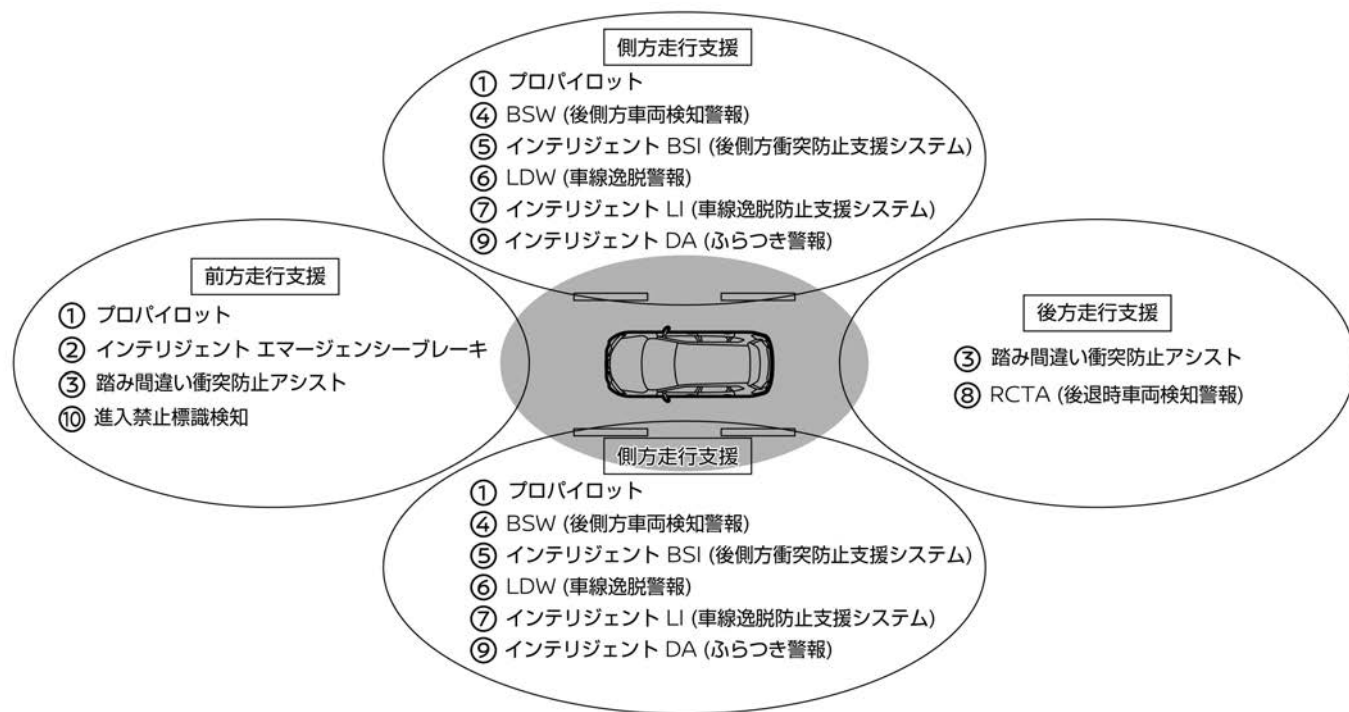 側方走行支援
① プロパイロット
④ BSW (後側方車両検知警報)
⑤ インテリジェント BSI (後側方衝突防止支援システム)
⑥ LDW (車線逸脱警報)
⑦ インテリジェント LI (車線逸脱防止支援システム)
⑨ インテリジェント DA (ふらつき警報)
前方走行支援
① プロパイロット
② インテリジェント エマージェンシーブレーキ
③ 踏み間違い衝突防止アシスト
⑩ 進入禁止標識検知
後方走行支援
③ 踏み間違い衝突防止アシスト
⑧ RCTA (後退時車両検知警報)
側方走行支援
① プロパイロット
④ BSW (後側方車両検知警報)
⑤ インテリジェント BSI (後側方衝突防止支援システム)
⑥ LDW (車線逸脱警報)
⑦ インテリジェント LI (車線逸脱防止支援システム)
⑨ インテリジェント DA (ふらつき警報)